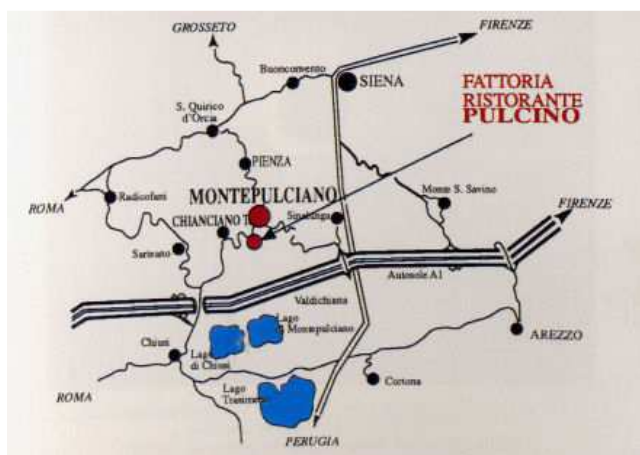 GROSSETO
FIRENZE
Buonconvento
SIENA
FATTORIA
RISTORANTE
PULCINO
S. Quirico
d'Orcia
PIENZA
MONTEPULCIANO
Radicofani
Monte S. Savino
ROMA
FIRENZE
CHIANCIANO T.
Sinalunga
Sarteano
Autosole A1
Valdichiana
Lago
di Montepulciano
AREZZO
Chiusi
Lago
di Chiusi
Cortona
ROMA
Lago
Trasimeno
PERUGIA